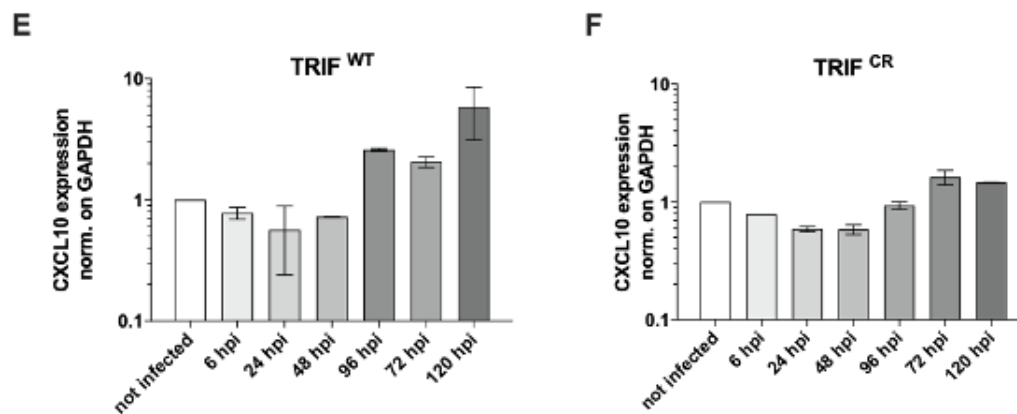 E
TRIF WT
CXCL10 expression
norm. on GAPDH
10
1
0.1
not infected
6 hpi
24 hpi
48 hpi
96 hpi
72 hpi
120 hpi
F
TRIF CR
CXCL10 expression
norm. on GAPDH
10
1
0.1
not infected
6 hpi
24 hpi
48 hpi
96 hpi
72 hpi
120 hpi